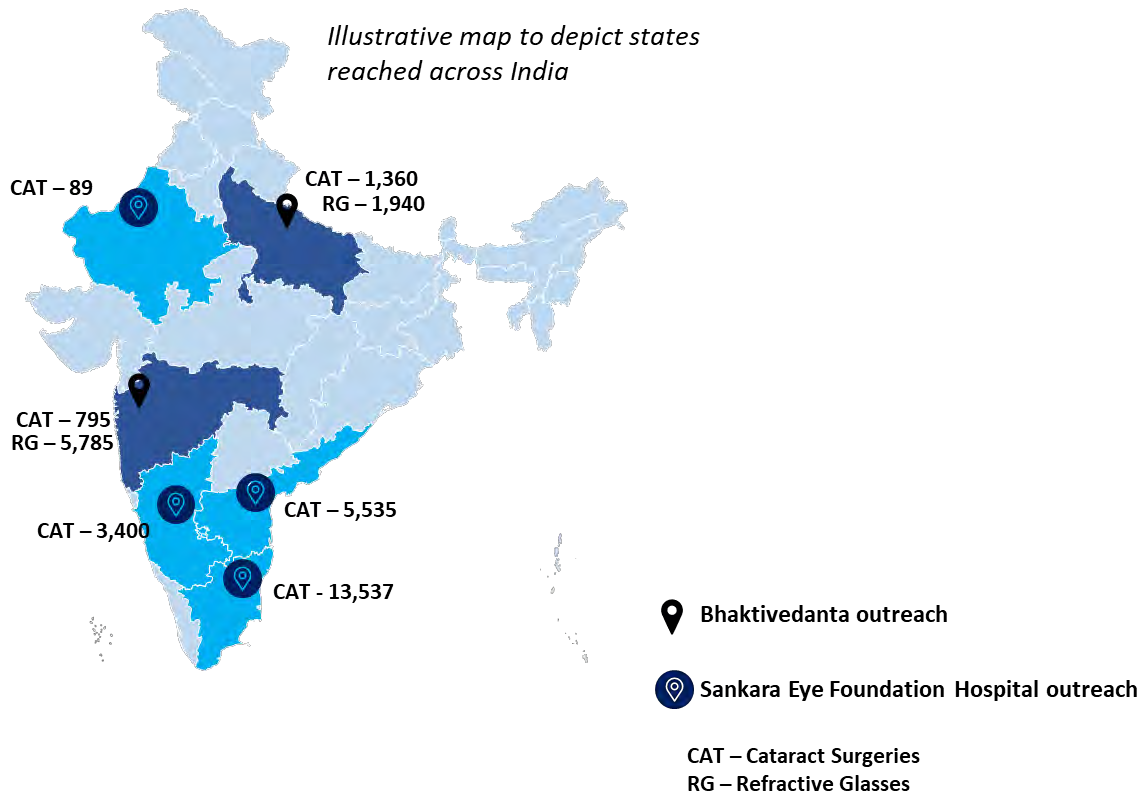 Illustrative map to depict states
reached across India
CAT – 89
CAT – 1,360
RG – 1,940
CAT – 795
RG – 5,785
CAT – 3,400
CAT – 5,535
CAT - 13,537
Bhaktivedanta outreach
Sankara Eye Foundation Hospital outreach
CAT – Cataract Surgeries
RG – Refractive Glasses